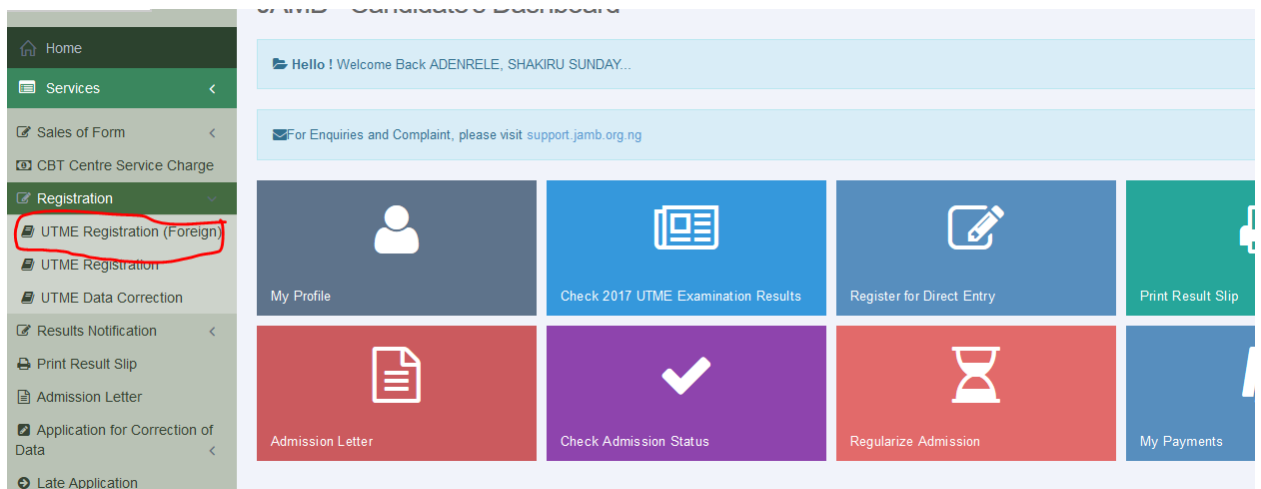 JAMB - Candidate's Dashboard
Home
Services
Sales of Form
CBT Centre Service Charge
Registration
UTME Registration (Foreign)
UTME Registration
UTME Data Correction
Results Notification
Print Result Slip
Admission Letter
Application for Correction of
Data
Late Application
Hello ! Welcome Back ADENRELE, SHAKIRU SUNDAY...
For Enquiries and Complaint, please visit support.jamb.org.ng
My Profile
Check 2017 UTME Examination Results
Register for Direct Entry
Print Result Slip
Admission Letter
Check Admission Status
Regularize Admission
My Payments